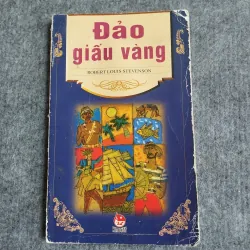 Đảo
giấu vàng
ROBERT LOUIS STEVENSON